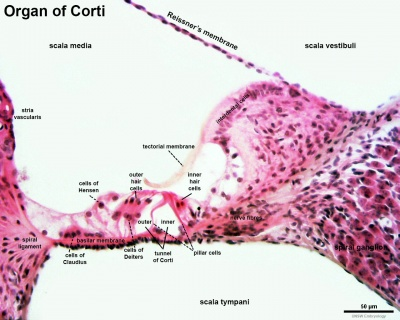 Organ of Corti
Reissner's membrane
scala media
scala vestibuli
stria
vascularis
interdental cells
tectorial membrane
cells of
Hensen
outer
hair
cells
inner
hair
cells
outer
inner
nerve fibres
spiral
ligament
basilar membrane
spiral ganglion
cells of
Claudius
cells of
Deiters
tunnel
of Corti
pillar cells
scala tympani
50 µm